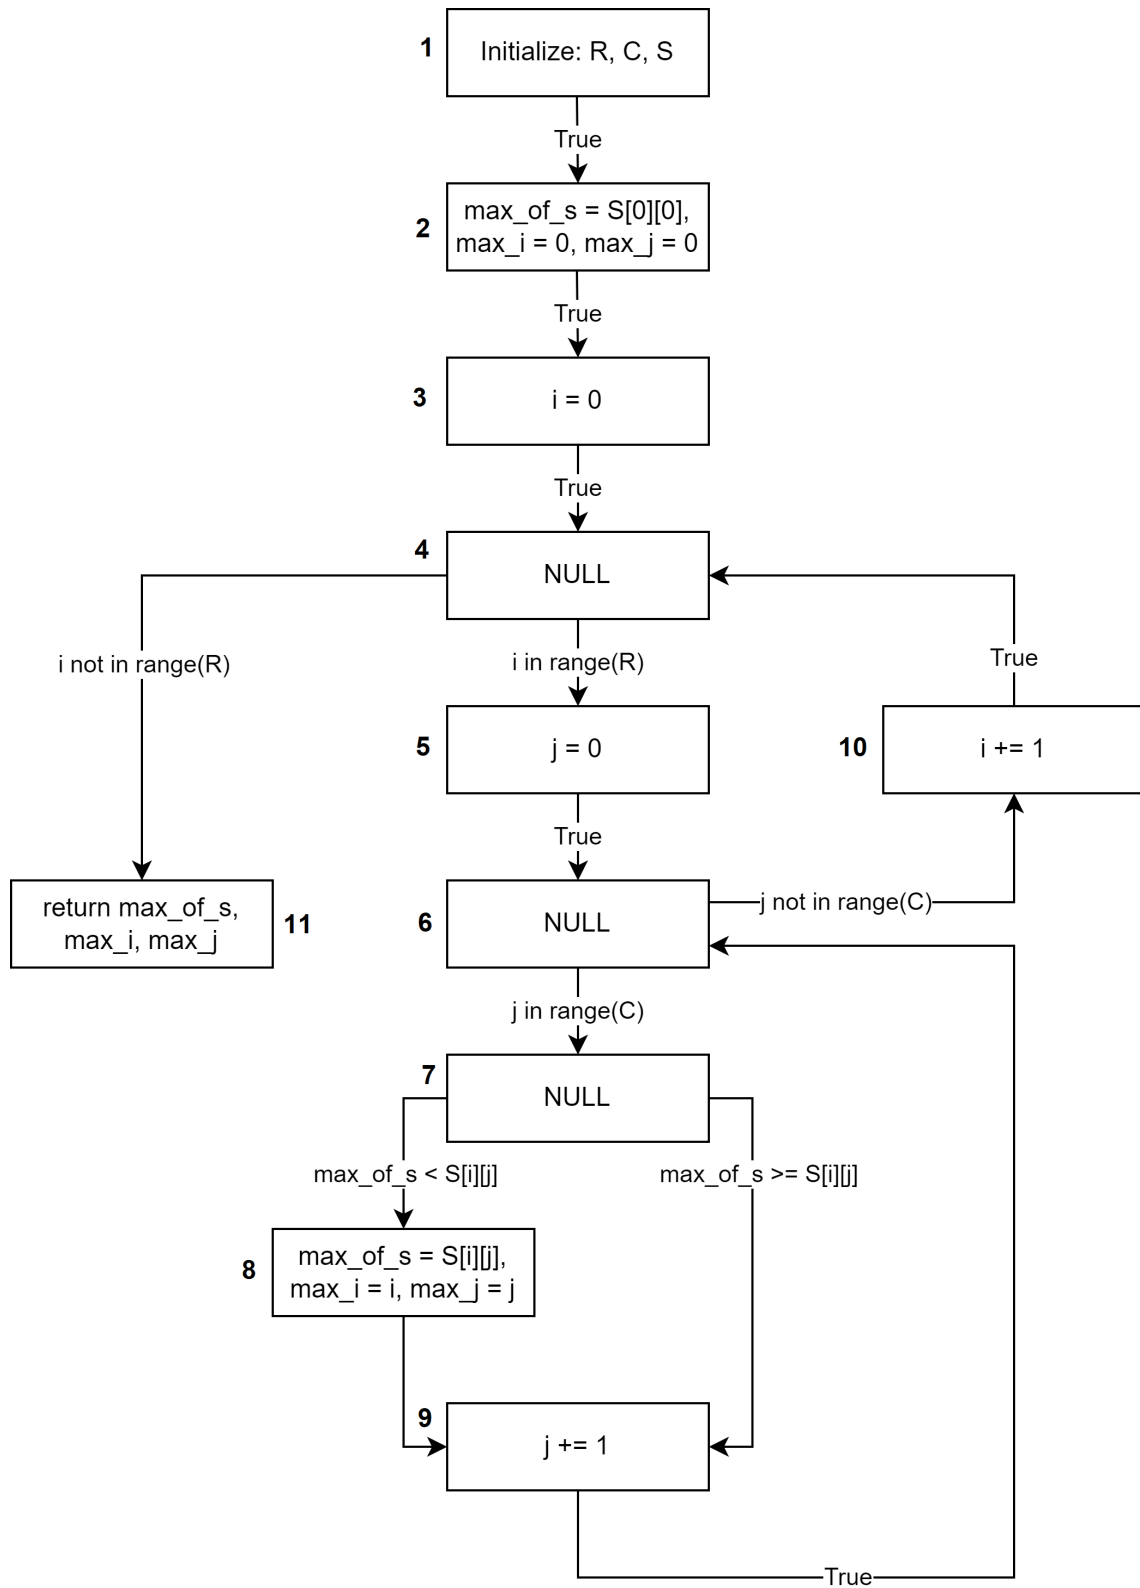 1
Initialize: R, C, S
True
2
max_of_s = S[0][0],
max_i = 0, max_j = 0
True
3
i = 0
True
4
NULL
i not in range(R)
i in range(R)
True
5
j = 0
10
i += 1
True
return max_of_s,
max_i, max_j
11
6
NULL
j not in range(C)
j in range(C)
7
NULL
max_of_s < S[i][j]
max_of_s >= S[i][j]
8
max_of_s = S[i][j],
max_i = i, max_j = j
9
j += 1
True